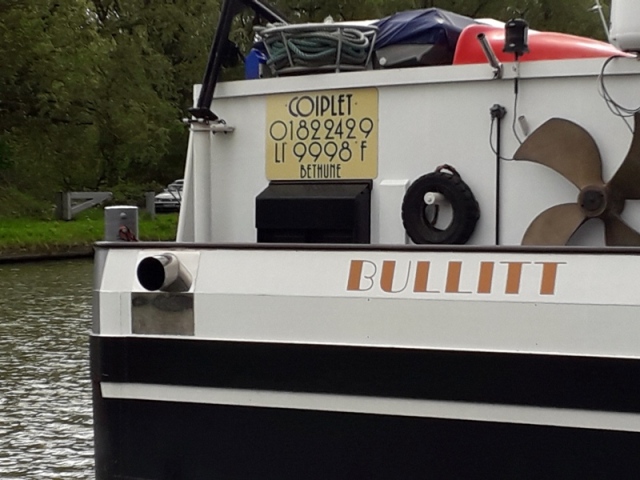 COIPLET
01822429
LI 9998 F
BETHUNE
BULLITT